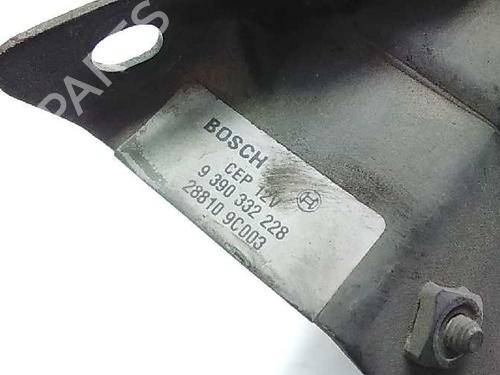 BOSCH
CEP 12V
9 390 332 228
28810 9C003
PARTS